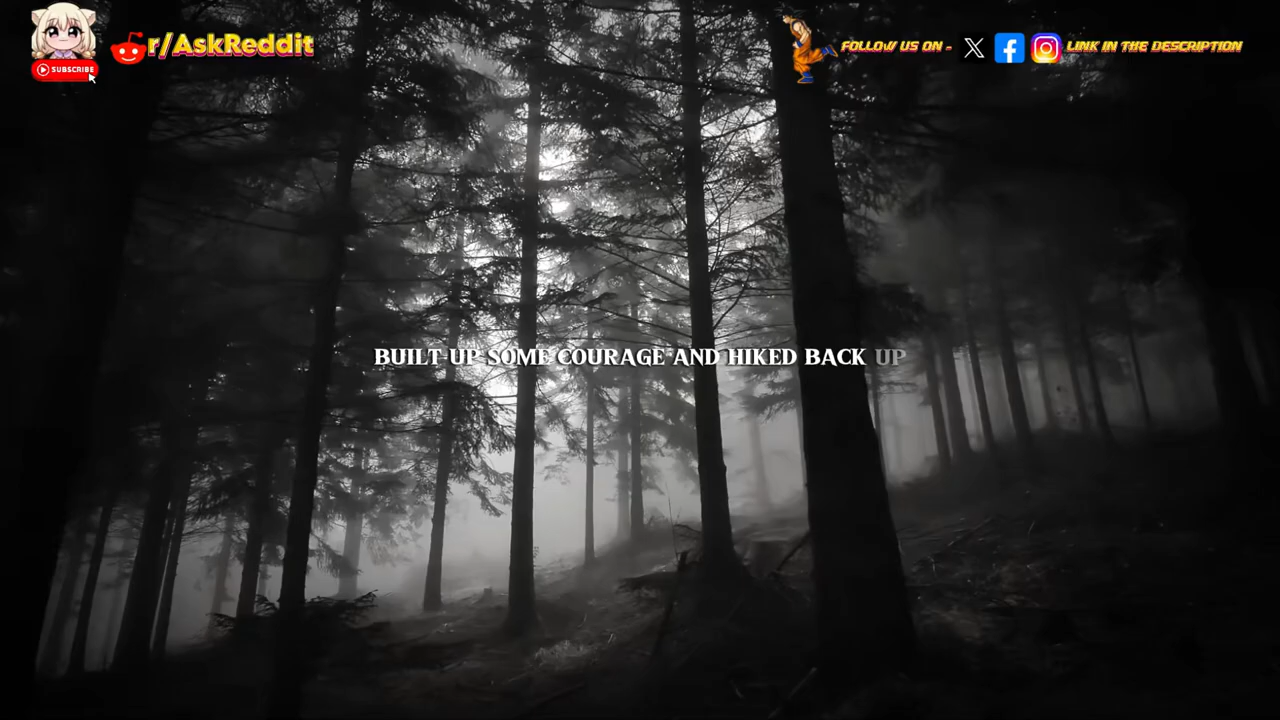 r/AskReddit
SUBSCRIBE
FOLLOW US ON -
LINK IN THE DESCRIPTION
BUILT UP SOME COURAGE AND HIKED BACK UP